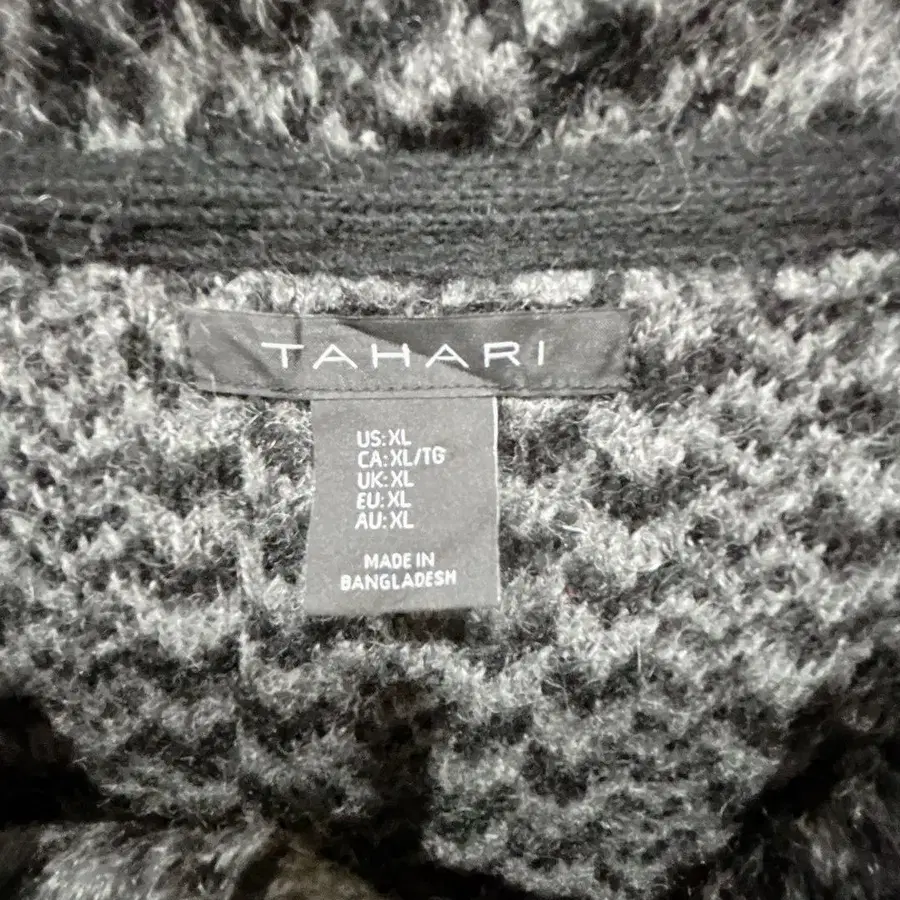 TAHARI
US: XL
CA: XL/TG
UK: XL
EU: XL
AU: XL
MADE IN
BANGLADESH